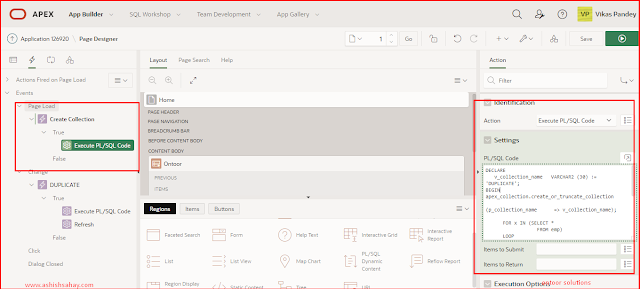 APEX
App Builder
SQL Workshop
Team Development
App Gallery
VP
Vikas Pandey
Application 126920 \ Page Designer
1
Go
Save
Layout
Page Search
Help
Action
Actions Fired on Page Load
Events
Page Load
Create Collection
True
Execute PL/SQL Code
False
Change
DUPLICATE
True
Execute PL/SQL Code
Refresh
False
Click
Dialog Closed
www.ashishsahay.com
Home
PAGE HEADER
PAGE NAVIGATION
BREADCRUMB BAR
BEFORE CONTENT BODY
CONTENT BODY
Ontoor
PREVIOUS
ITEMS
Regions
Items
Buttons
Faceted Search
Form
Help Text
Interactive Grid
Interactive Report
List
List View
Map Chart
PL/SQL Dynamic Content
Reflow Report
Region Display
Static Content
Tree
Filter
Identification
Action
Execute PL/SQL Code
Settings
PL/SQL Code
DECLARE
v_collection_name VARCHAR2 (30) :=
'DUPLICATE';
BEGIN
apex_collection.create_or_truncate_collection
(p_collection_name => v_collection_name);
FOR x IN (SELECT *
FROM emp)
LOOP
Items to Submit
Items to Return
ontoor solutions
Execution Options